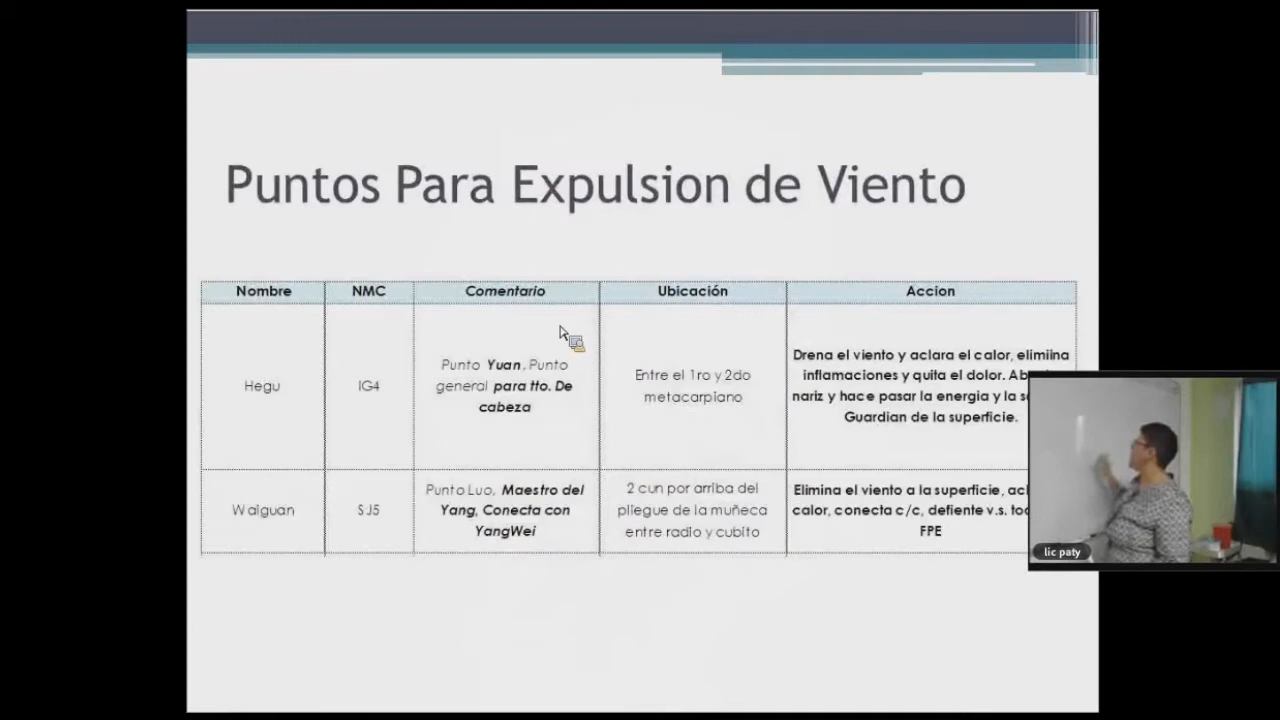 Puntos Para Expulsion de Viento
Nombre NMC Comentario Ubicación Accion
Hegu
IG4
Punto Yuan. Punto
general para tto. De
cabeza
Entre el 1ro y 2do
metacarpiano
Drena el viento y aclara el calor, elimiina
inflamaciones y quita el dolor.
nariz y hace pasar la energia y la
Guardian de la superficie.
Waiguan
SJ5
Punto Luo, Maestro del
Yang, Conecta con
YangWei
2 cun por arriba del
pliegue de la muñeca
entre radio y cubito
Elimina el viento a la superficie,
calor, conecta c/c, defiente v.s.
FPE
lic paty